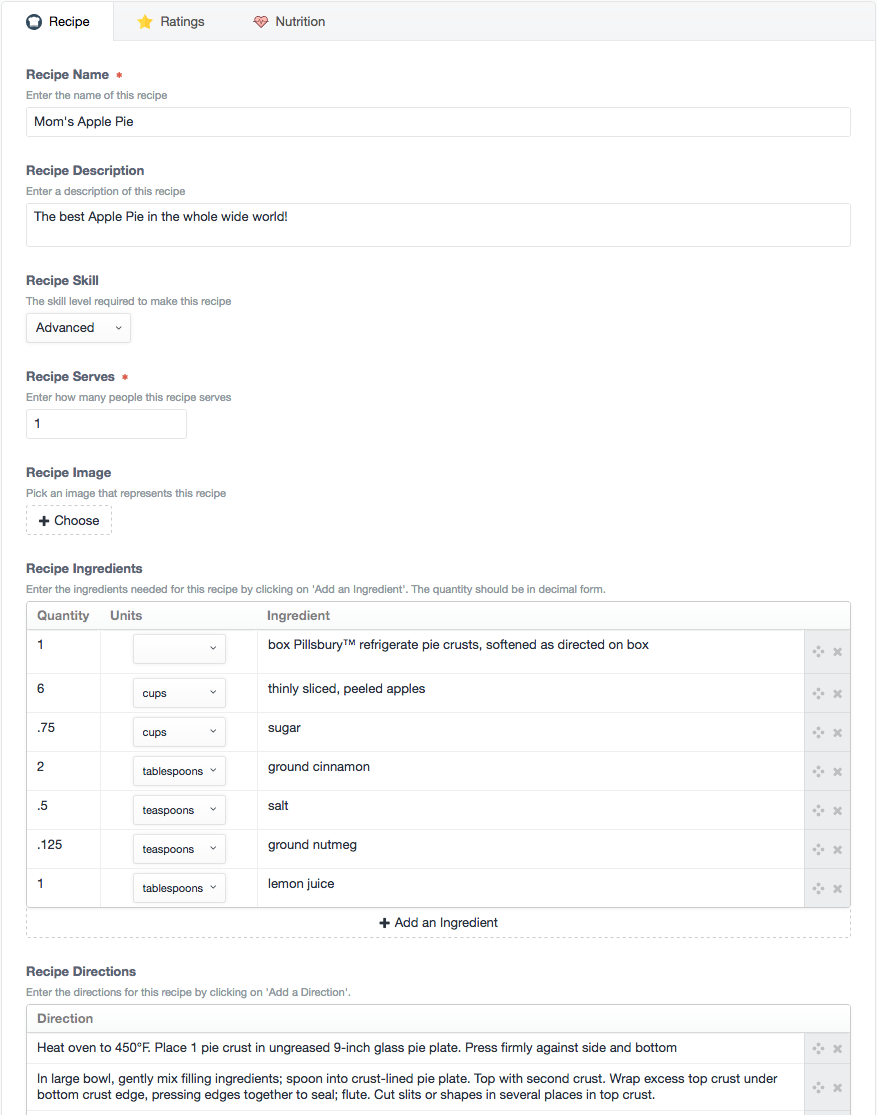 Recipe Ratings Nutrition
Recipe Name *
Enter the name of this recipe
Mom's Apple Pie
Recipe Description
Enter a description of this recipe
The best Apple Pie in the whole wide world!
Recipe Skill
The skill level required to make this recipe
Advanced
Recipe Serves *
Enter how many people this recipe serves
1
Recipe Image
Pick an image that represents this recipe
+ Choose
Recipe Ingredients
Enter the ingredients needed for this recipe by clicking on 'Add an Ingredient'. The quantity should be in decimal form.
Quantity Units Ingredient
1 box Pillsbury™ refrigerate pie crusts, softened as directed on box
6 cups thinly sliced, peeled apples
.75 cups sugar
2 tablespoons ground cinnamon
.5 teaspoons salt
.125 teaspoons ground nutmeg
1 tablespoons lemon juice
+ Add an Ingredient
Recipe Directions
Enter the directions for this recipe by clicking on 'Add a Direction'.
Direction
Heat oven to 450°F. Place 1 pie crust in ungreased 9-inch glass pie plate. Press firmly against side and bottom
In large bowl, gently mix filling ingredients; spoon into crust-lined pie plate. Top with second crust. Wrap excess top crust under
bottom crust edge, pressing edges together to seal; flute. Cut slits or shapes in several places in top crust.